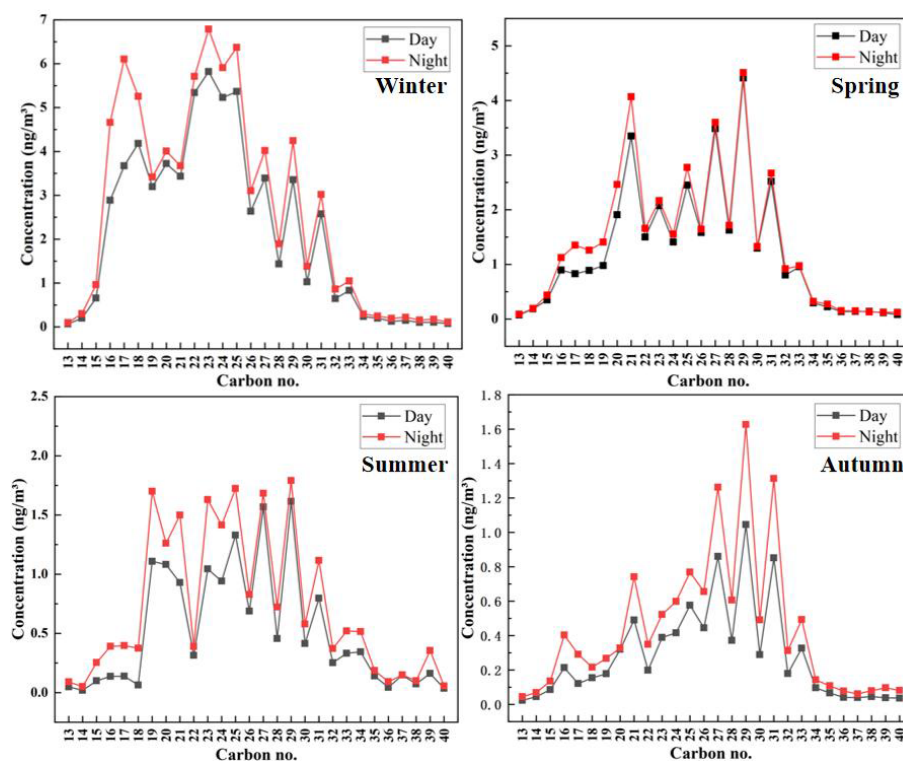 7
6
5
4
3
2
1
0
Concentration (ng/m³)
Day
Night
Winter
13 14 15 16 17 18 19 20 21 22 23 24 25 26 27 28 29 30 31 32 33 34 35 36 37 38 39 40
Carbon no.
5
4
3
2
1
0
Concentration (ng/m³)
Day
Night
Spring
13 14 15 16 17 18 19 20 21 22 23 24 25 26 27 28 29 30 31 32 33 34 35 36 37 38 39 40
Carbon no.
2.5
2.0
1.5
1.0
0.5
0.0
Concentration (ng/m³)
Day
Night
Summer
13 14 15 16 17 18 19 20 21 22 23 24 25 26 27 28 29 30 31 32 33 34 35 36 37 38 39 40
Carbon no.
1.8
1.6
1.4
1.2
1.0
0.8
0.6
0.4
0.2
0.0
Concentration (ng/m³)
Day
Night
Autumn
13 14 15 16 17 18 19 20 21 22 23 24 25 26 27 28 29 30 31 32 33 34 35 36 37 38 39 40
Carbon no.